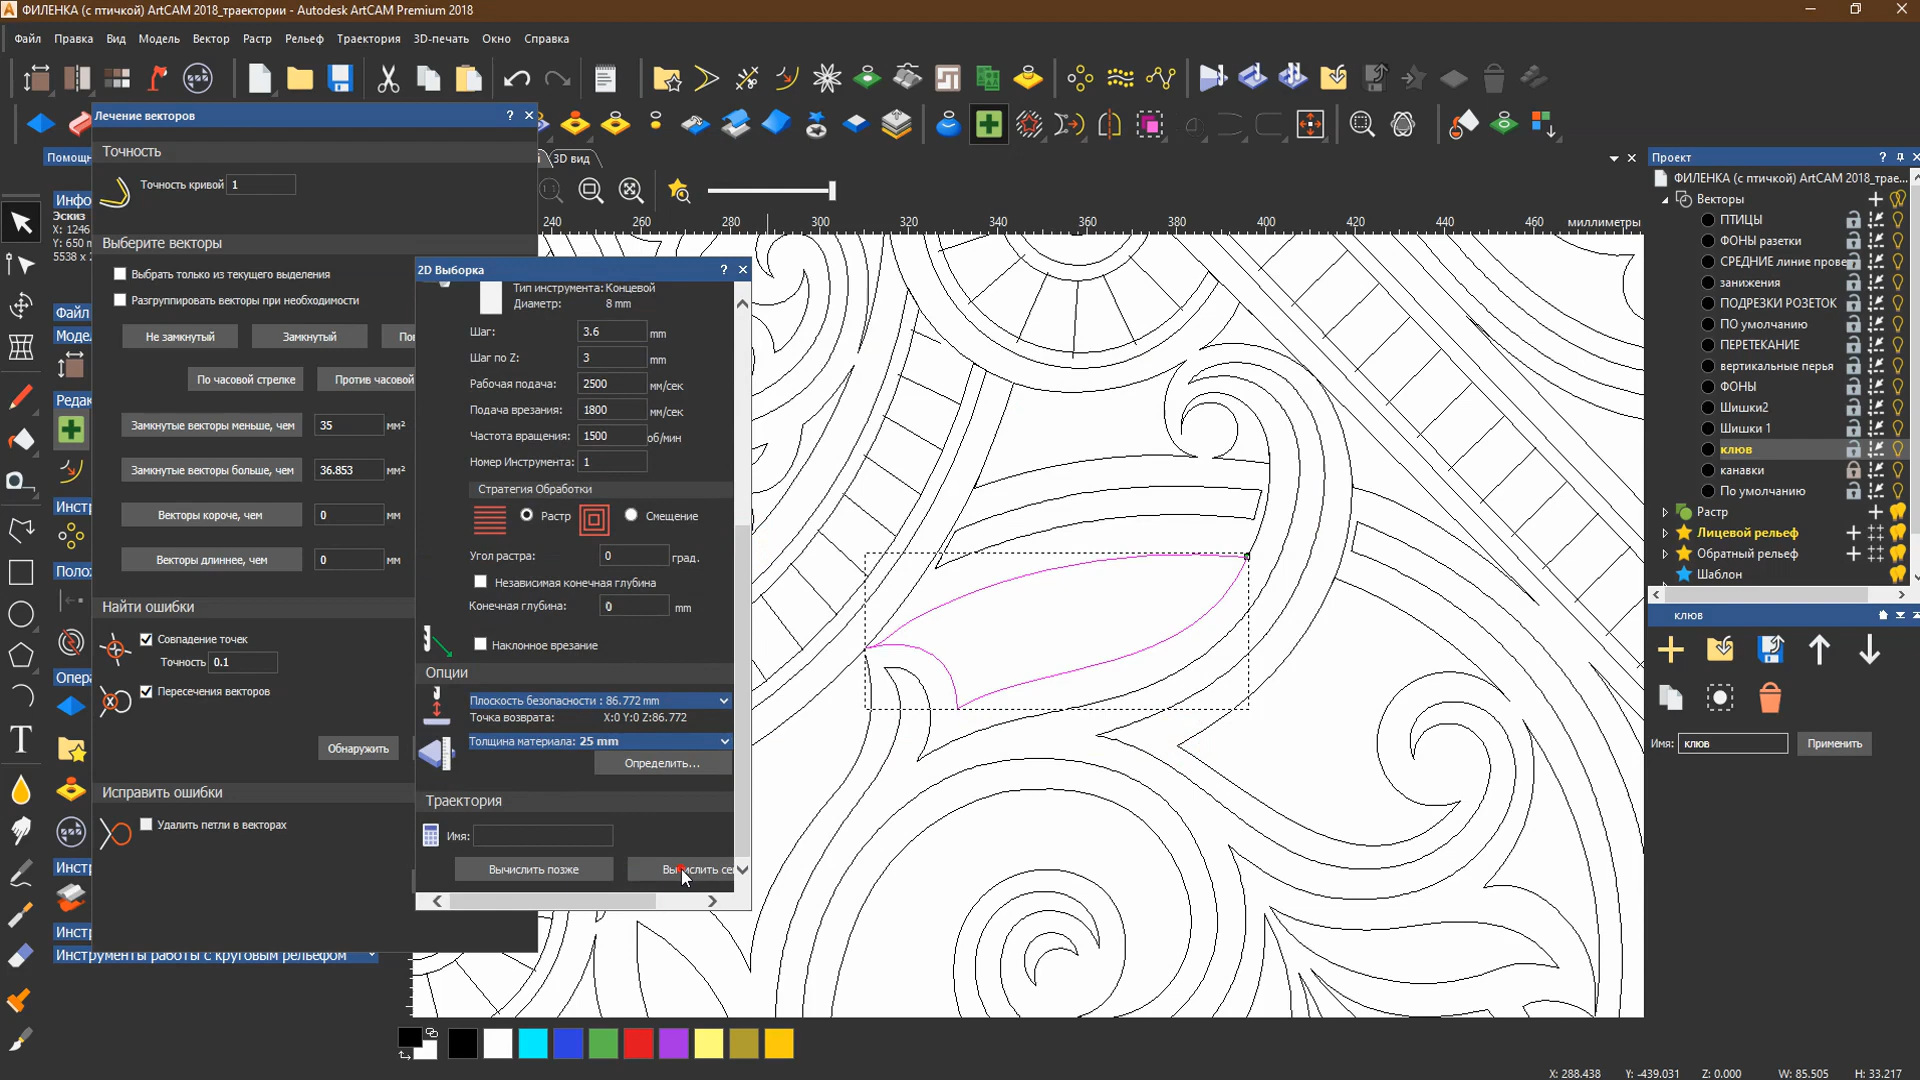 ФИЛЕНКА (с птичкой) ArtCAM 2018_траектории - Autodesk ArtCAM Premium 2018
Файл Правка Вид Модель Вектор Растр Рельеф Траектория 3D-печать Окно Справка
Лечение векторов ? ×
Точность
Точность кривой 1
Выберите векторы
Выбрать только из текущего выделения
Разгруппировать векторы при необходимости
Не замкнутый Замкнутый
По часовой стрелке Против часовой
Замкнутые векторы меньше, чем 35 мм²
Замкнутые векторы больше, чем 36.853 мм²
Векторы короче, чем 0 мм
Векторы длиннее, чем 0 мм
Найти ошибки
Совпадение точек
Точность 0.1
Пересечения векторов
Обнаружить
Исправить ошибки
Удалить петли в векторах
Эскиз
X: 1246
Y: 650
5538 x 2
Файл
Инструменты работы с круговым рельефом
3D вид
240 260 280 300 320 340 360 380 400 420 440 460 миллиметры
2D Выборка ? ×
Тип инструмента: Концевой
Диаметр: 8 mm
Шаг: 3.6 mm
Шаг по Z: 3 mm
Рабочая подача: 2500 мм/сек
Подача врезания: 1800 мм/сек
Частота вращения: 1500 об/мин
Номер Инструмента: 1
Стратегия Обработки
Растр Смещение
Угол растра: 0 град.
Независимая конечная глубина
Конечная глубина: 0 mm
Наклонное врезание
Опции
Плоскость безопасности : 86.772 mm
Точка возврата: X:0 Y:0 Z:86.772
Толщина материала: 25 mm
Определить...
Траектория
Имя:
Вычислить позже Вычислить се
Проект
ФИЛЕНКА (с птичкой) ArtCAM 2018_трае...
Векторы
ПТИЦЫ
ФОНЫ разетки
СРЕДНИЕ линие прове
занижения
ПОДРЕЗКИ РОЗЕТОК
ПО умолчанию
ПЕРЕТЕКАНИЕ
вертикальные перья
ФОНЫ
Шишки2
Шишки 1
клюв
канавки
По умолчанию
Растр
Лицевой рельеф
Обратный рельеф
Шаблон
клюв
Имя: клюв Применить
X: 288.438 Y: -439.031 Z: 0.000 W: 85.505 H: 33.217